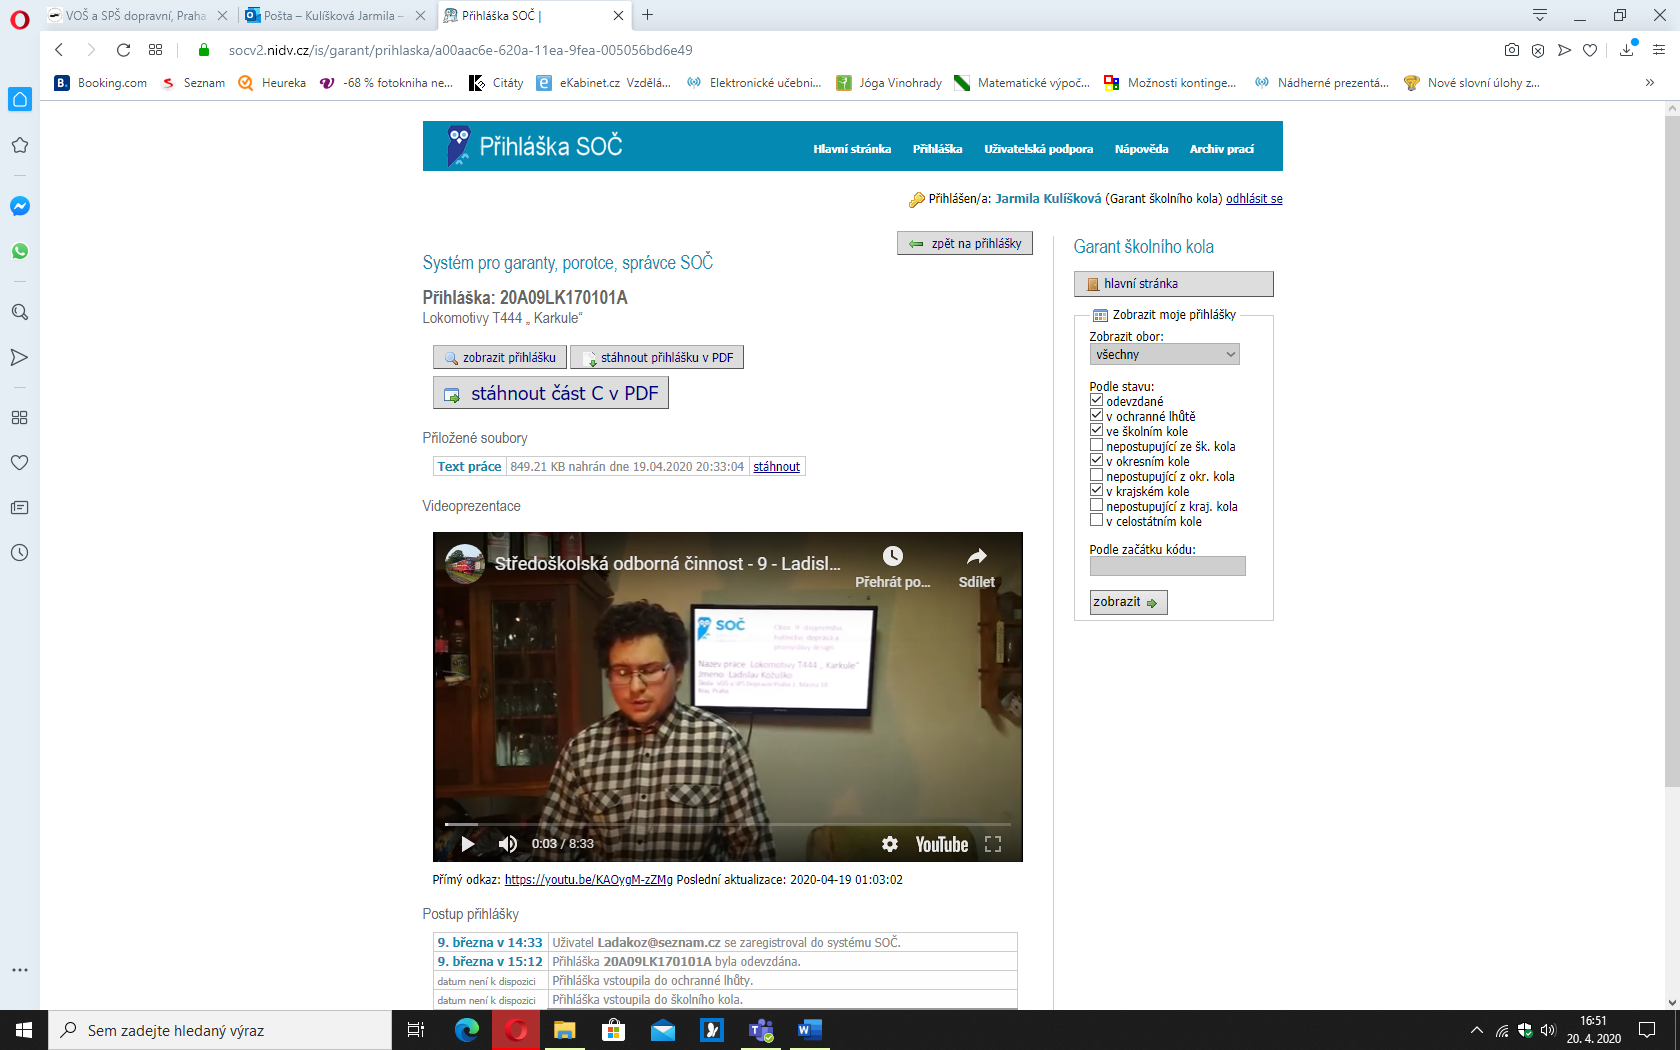 VOŠ a SPŠ dopravní, Praha
Pošta – Kulíšková Jarmila –
Přihláška SOČ |
socv2.nidv.cz/is/garant/prihlaska/a00aac6e-620a-11ea-9fea-005056bd6e49
Booking.com
Seznam
Heureka
-68 % fotokniha ne...
Citáty
eKabinet.cz Vzdělá...
Elektronické učebni...
Jóga Vinohrady
Matematické výpoč...
Možnosti kontinge...
Nádherné prezentá...
Nové slovní úlohy z...
Přihláška SOČ
Hlavní stránka
Přihláška
Uživatelská podpora
Nápověda
Archiv prací
Přihlášen/a: Jarmila Kulíšková (Garant školního kola) odhlásit se
zpět na přihlášky
Systém pro garanty, porotce, správce SOČ
Přihláška: 20A09LK170101A
Lokomotivy T444 „ Karkule“
zobrazit přihlášku
stáhnout přihlášku v PDF
stáhnout část C v PDF
Přiložené soubory
Text práce 849.21 KB nahrán dne 19.04.2020 20:33:04 stáhnout
Videoprezentace
Středoškolská odborná činnost - 9 - Ladisl...
Přehrát po...
Sdílet
SOČ
Název práce Lokomotivy T444 „ Karkule“
Jméno Ladislav Kožuško
0:03 / 8:33
YouTube
Přímý odkaz: https://youtu.be/KAOygM-zZMg Poslední aktualizace: 2020-04-19 01:03:02
Postup přihlášky
9. března v 14:33 Uživatel Ladakoz@seznam.cz se zaregistroval do systému SOČ.
9. března v 15:12 Přihláška 20A09LK170101A byla odevzdána.
datum není k dispozici Přihláška vstoupila do ochranné lhůty.
datum není k dispozici Přihláška vstoupila do školního kola.
Garant školního kola
hlavní stránka
Zobrazit moje přihlášky
Zobrazit obor:
všechny
Podle stavu:
odevzdané
v ochranné lhůtě
ve školním kole
nepostupující ze šk. kola
v okresním kole
nepostupující z okr. kola
v krajském kole
nepostupující z kraj. kola
v celostátním kole
Podle začátku kódu:
zobrazit
Sem zadejte hledaný výraz
16:51
20. 4. 2020